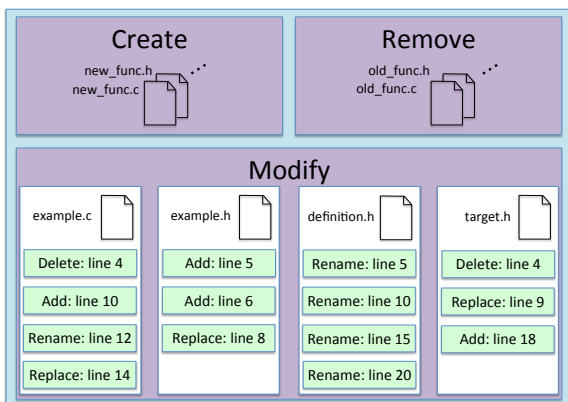 Create
new_func.h
new_func.c
Remove
old_func.h
old_func.c
Modify
example.c
Delete: line 4
Add: line 10
Rename: line 12
Replace: line 14
example.h
Add: line 5
Add: line 6
Replace: line 8
definition.h
Rename: line 5
Rename: line 10
Rename: line 15
Rename: line 20
target.h
Delete: line 4
Replace: line 9
Add: line 18